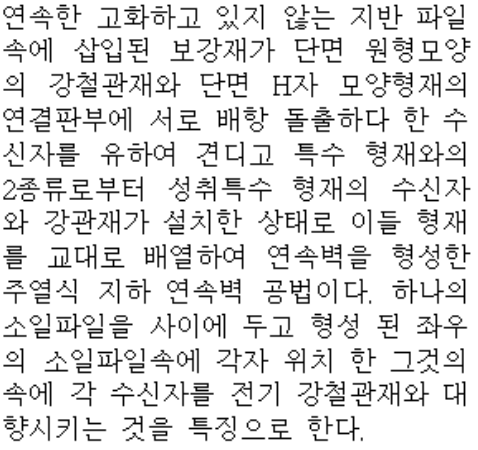 연속한 고화하고 있지 않는 지반 파일
속에 삽입된 보강재가 단면 원형모양
의 강철관재와 단면 H자 모양형재의
연결판부에 서로 배항 돌출하다 한 수
신자를 유하여 견디고 특수 형재와의
2종류로부터 성취특수 형재의 수신자
와 강관재가 설치한 상태로 이들 형재
를 교대로 배열하여 연속벽을 형성한
주열식 지하 연속벽 공법이다. 하나의
소일파일을 사이에 두고 형성 된 좌우
의 소일파일속에 각자 위치 한 그것의
속에 각 수신자를 전기 강철관재와 대
향시키는 것을 특징으로 한다.